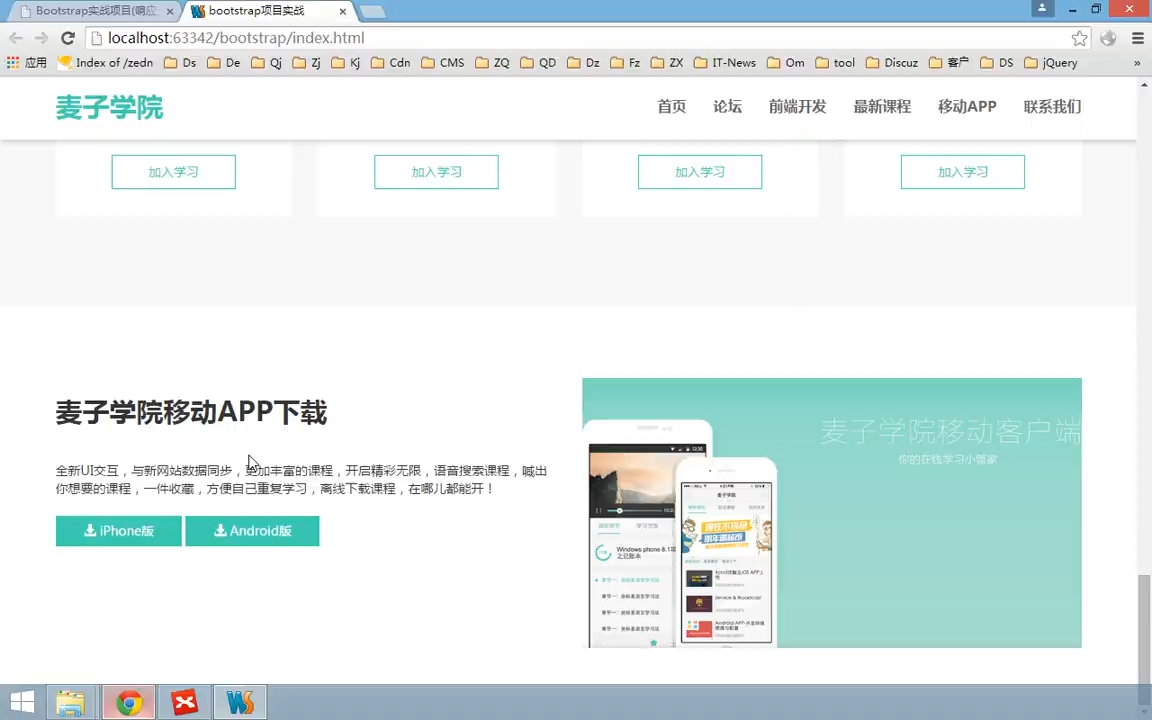 Bootstrap实战项目(响应
bootstrap项目实战
localhost:63342/bootstrap/index.html
应用 Index of /zedn Ds De Qj Zj Kj Cdn CMS ZQ QD Dz Fz ZX IT-News Om tool Discuz 客户 DS jQuery »
麦子学院
首页 论坛 前端开发 最新课程 移动APP 联系我们
加入学习 加入学习 加入学习 加入学习
麦子学院移动APP下载
全新UI交互，与新网站数据同步，更加丰富的课程，开启精彩无限，语音搜索课程，喊出
你想要的课程，一件收藏，方便自己重复学习，离线下载课程，在哪儿都能开！
iPhone版 Android版
麦子学院移动客户端
你的在线学习小管家
麦子学院
Windows phone 8.1
Service & Broadcast